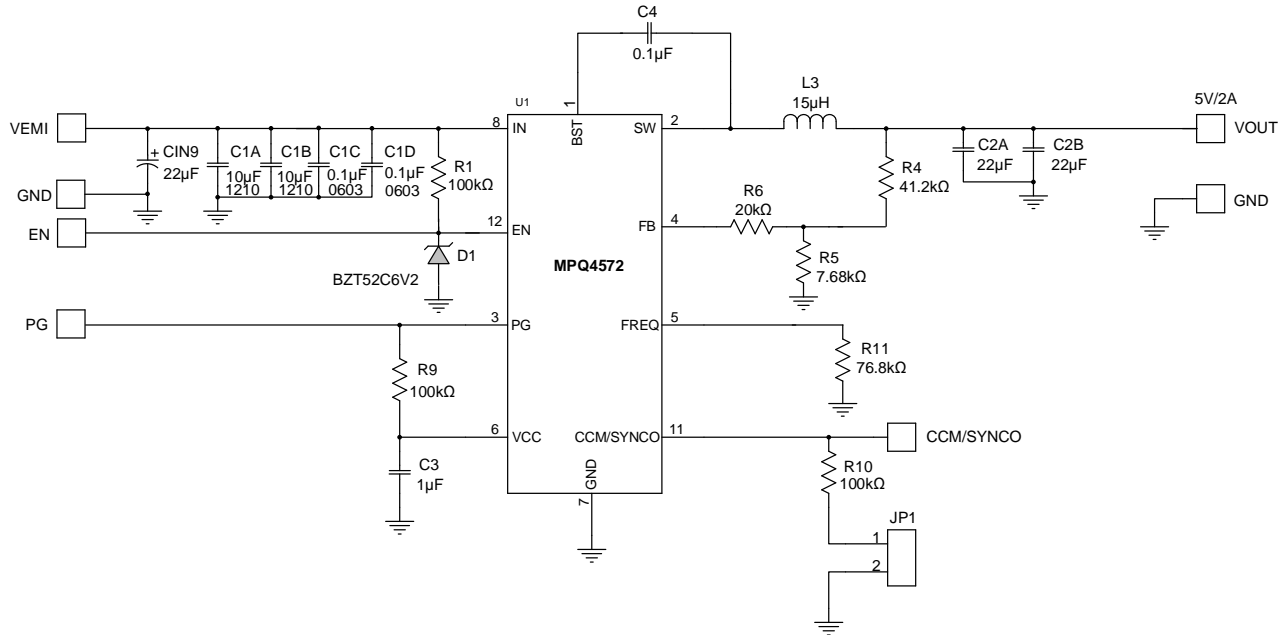 C4
0.1µF
L3
15µH
5V/2A
U1
1
VEMI
8
IN
BST
SW
2
VOUT
+
CIN9
22µF
C1A
10µF
1210
C1B
10µF
1210
C1C
0.1µF
0603
C1D
0.1µF
0603
R1
100kΩ
R4
41.2kΩ
C2A
22µF
C2B
22µF
GND
GND
R6
20kΩ
EN
12
EN
FB
4
D1
BZT52C6V2
MPQ4572
R5
7.68kΩ
PG
3
PG
FREQ
5
R9
100kΩ
R11
76.8kΩ
6
VCC
CCM/SYNCO
11
CCM/SYNCO
C3
1µF
GND
7
R10
100kΩ
JP1
1
2